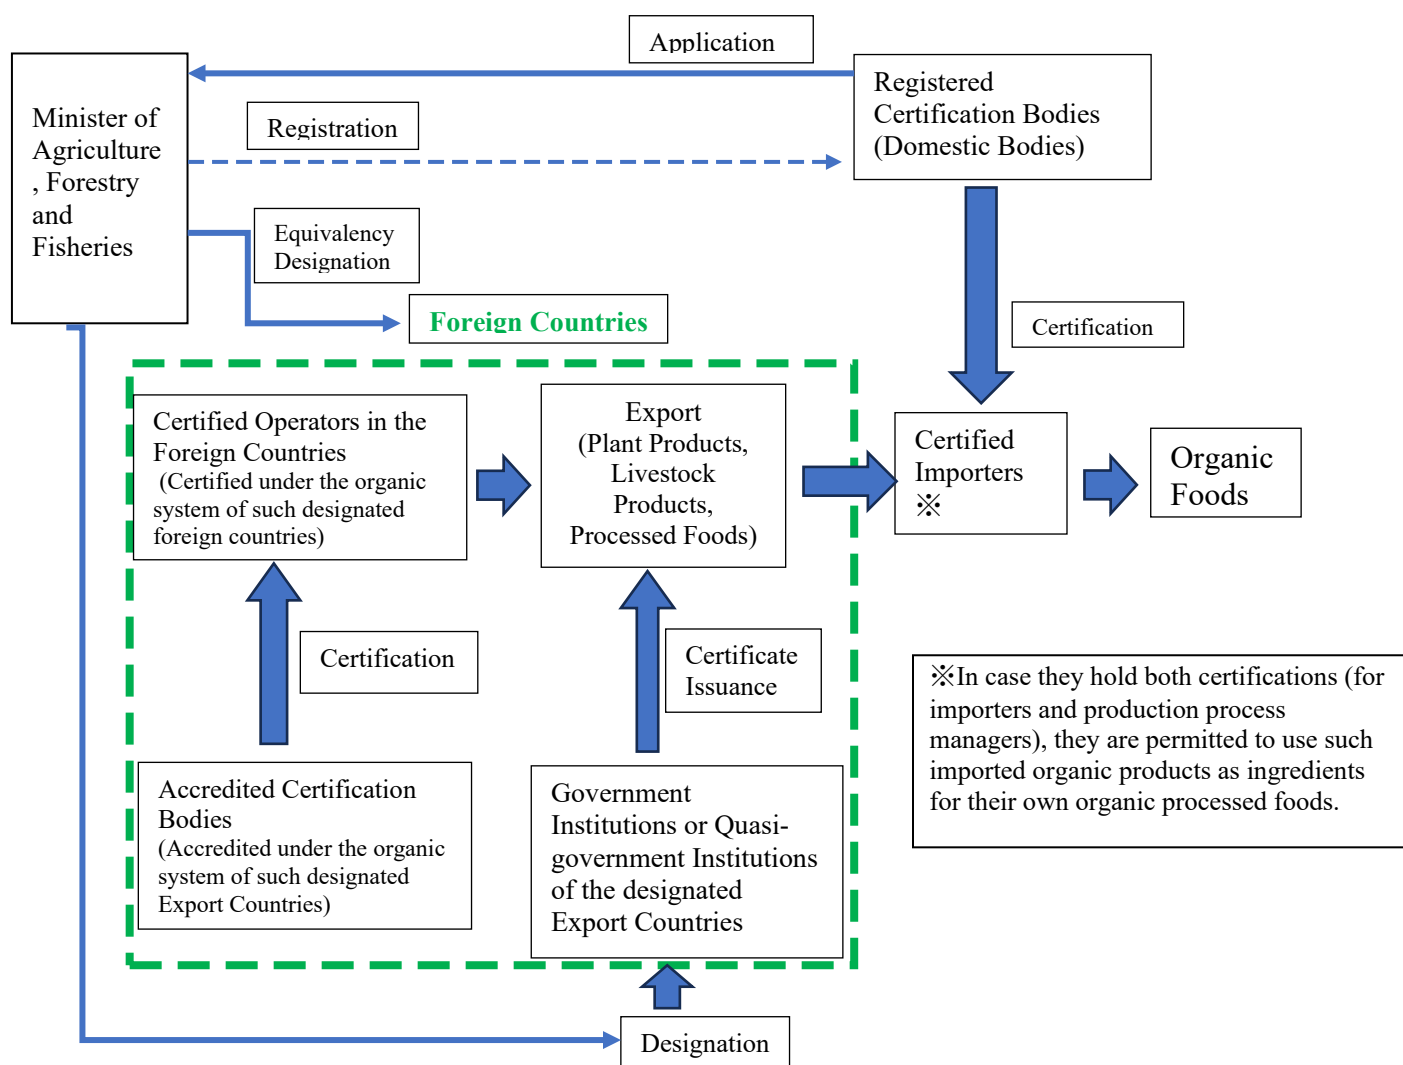 Application
Minister of
Agriculture
, Forestry
and
Fisheries
Registered
Certification Bodies
(Domestic Bodies)
Registration
Equivalency
Designation
Foreign Countries
Certification
Certified Operators in the
Foreign Countries
(Certified under the organic
system of such designated
foreign countries)
Export
(Plant Products,
Livestock
Products,
Processed Foods)
Certified
Importers
※
Organic
Foods
Certification
Certificate
Issuance
※In case they hold both certifications (for
importers and production process
managers), they are permitted to use such
imported organic products as ingredients
for their own organic processed foods.
Accredited Certification
Bodies
(Accredited under the organic
system of such designated
Export Countries)
Government
Institutions or Quasi-
government Institutions
of the designated
Export Countries
Designation